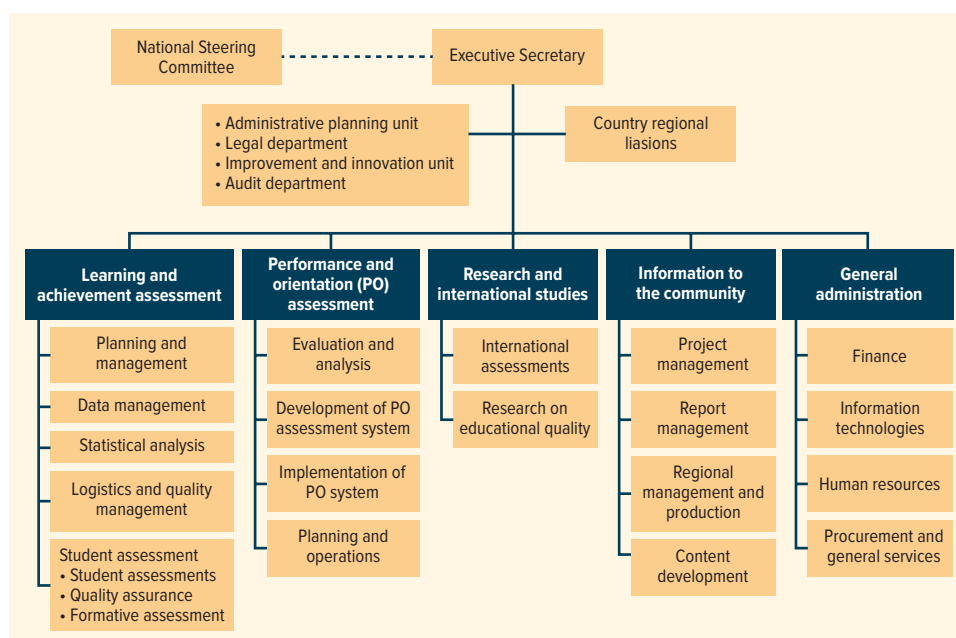 National Steering
Committee
Executive Secretary
• Administrative planning unit
• Legal department
• Improvement and innovation unit
• Audit department
Country regional
liasions
Learning and
achievement assessment
Planning and
management
Data management
Statistical analysis
Logistics and quality
management
Student assessment
• Student assessments
• Quality assurance
• Formative assessment
Performance and
orientation (PO)
assessment
Evaluation and
analysis
Development of PO
assessment system
Implementation of
PO system
Planning and
operations
Research and
international studies
International
assessments
Research on
educational quality
Information to
the community
Project
management
Report
management
Regional
management and
production
Content
development
General
administration
Finance
Information
technologies
Human resources
Procurement and
general services